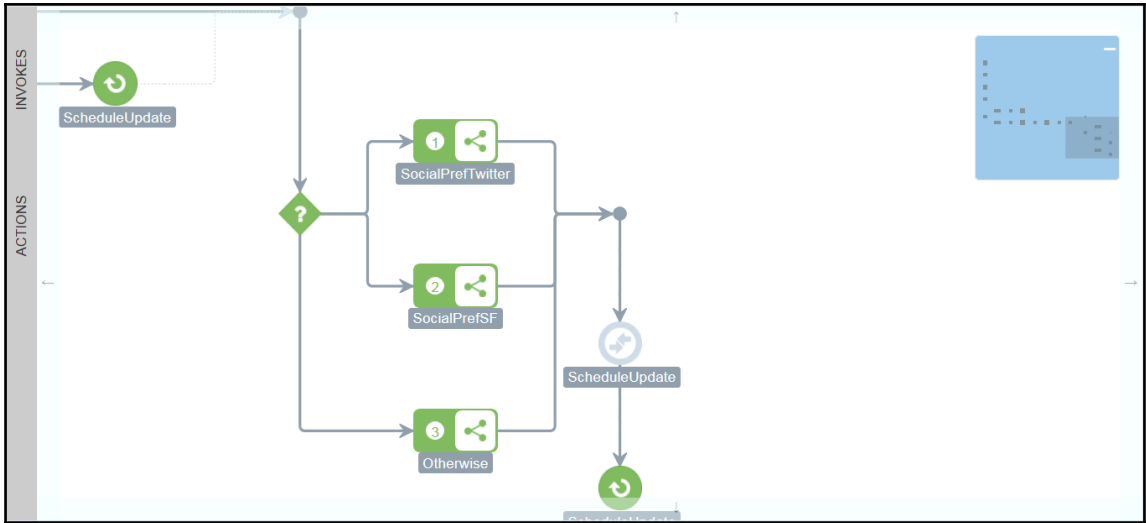 INVOKES
ScheduleUpdate
1
SocialPrefTwitter
ACTIONS
?
2
SocialPrefSF
ScheduleUpdate
3
Otherwise